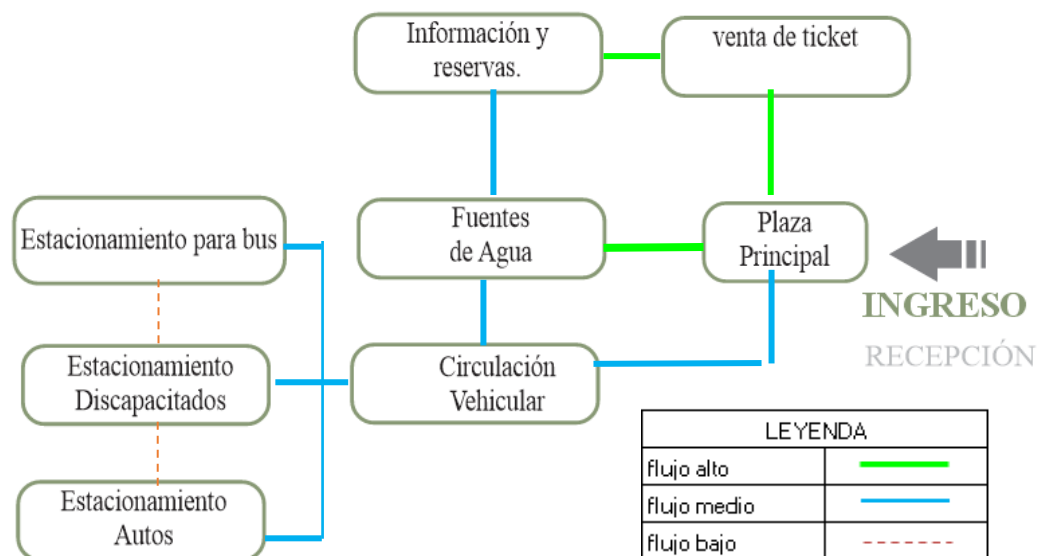 Información y
reservas.
venta de ticket
Estacionamiento para bus
Fuentes
de Agua
Plaza
Principal
INGRESO
RECEPCIÓN
Estacionamiento
Discapacitados
Circulación
Vehicular
Estacionamiento
Autos
LEYENDA
flujo alto
flujo medio
flujo bajo